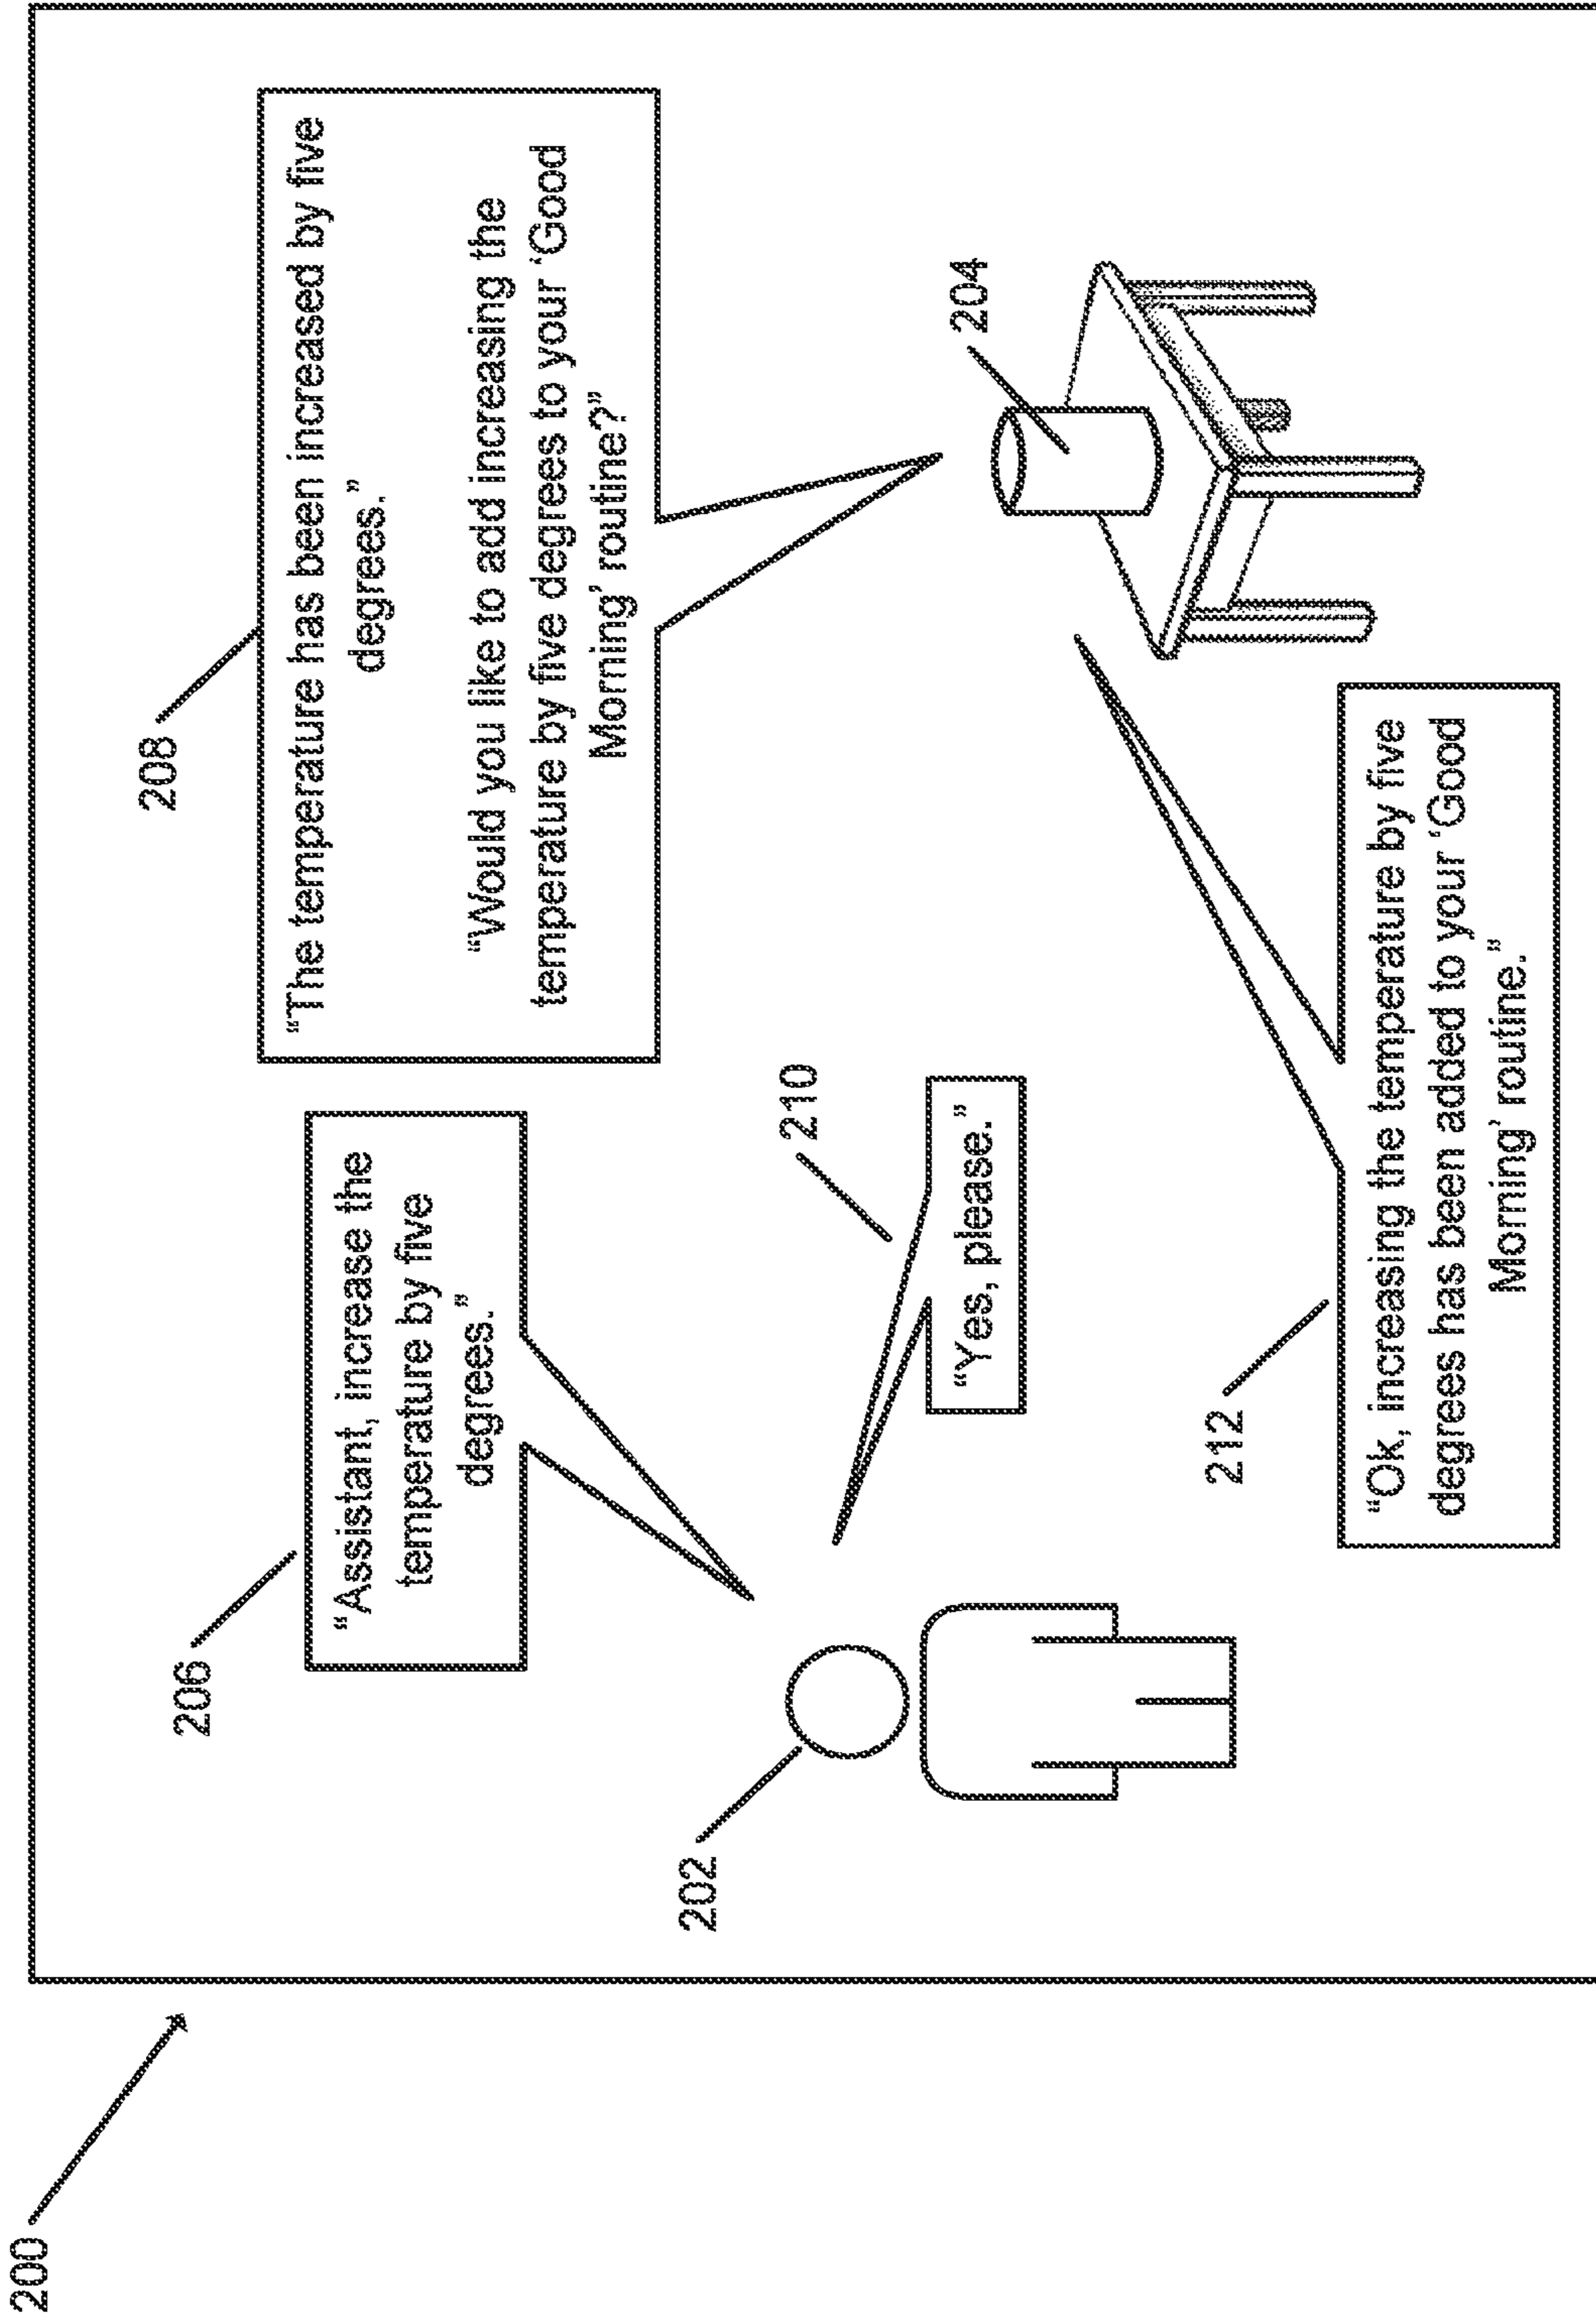 200
206
“Assistant, increase the
temperature by five
degrees.”
208
“The temperature has been increased by five
degrees.”
“Would you like to add increasing the
temperature by five degrees to your ‘Good
Morning’ routine?”
202
210
“Yes, please.”
204
212
“Ok, increasing the temperature by five
degrees has been added to your ‘Good
Morning’ routine.”